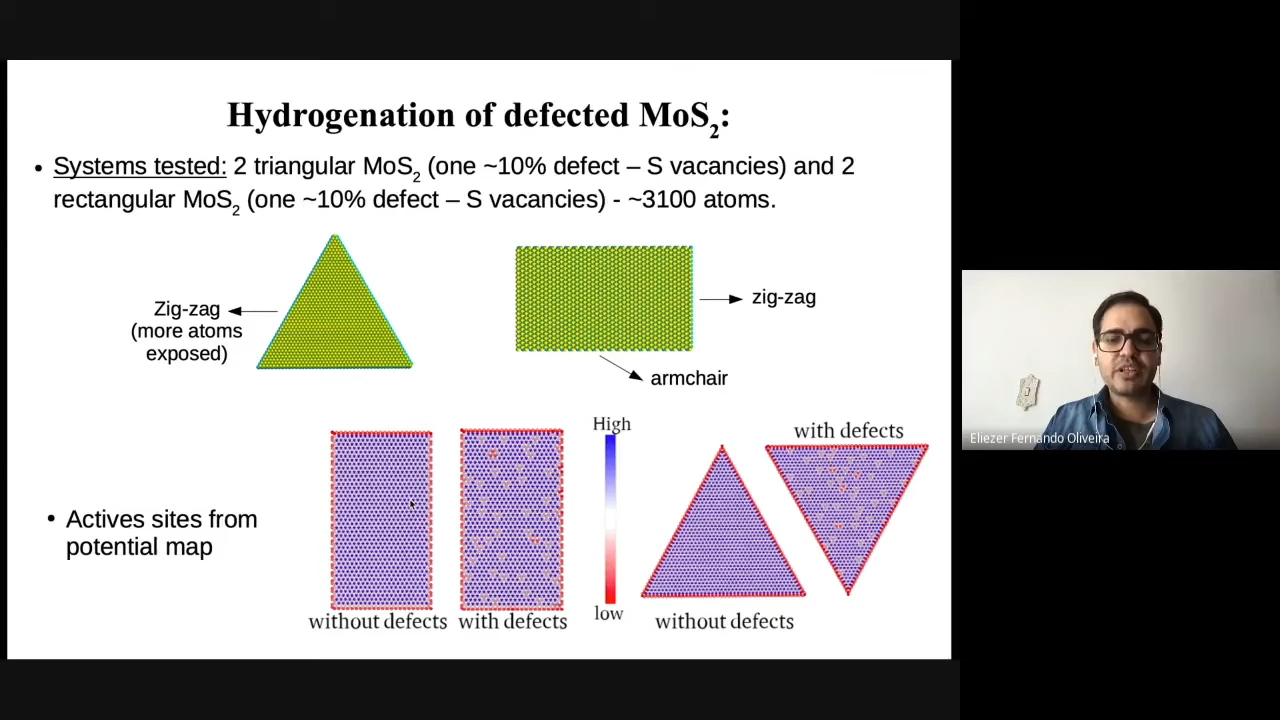 Hydrogenation of defected MoS2:
• Systems tested: 2 triangular MoS2 (one ~10% defect – S vacancies) and 2
rectangular MoS2 (one ~10% defect – S vacancies) - ~3100 atoms.
Zig-zag
(more atoms
exposed)
zig-zag
armchair
• Actives sites from
potential map
without defects
with defects
High
low
without defects
with defects
Eliezer Fernando Oliveira